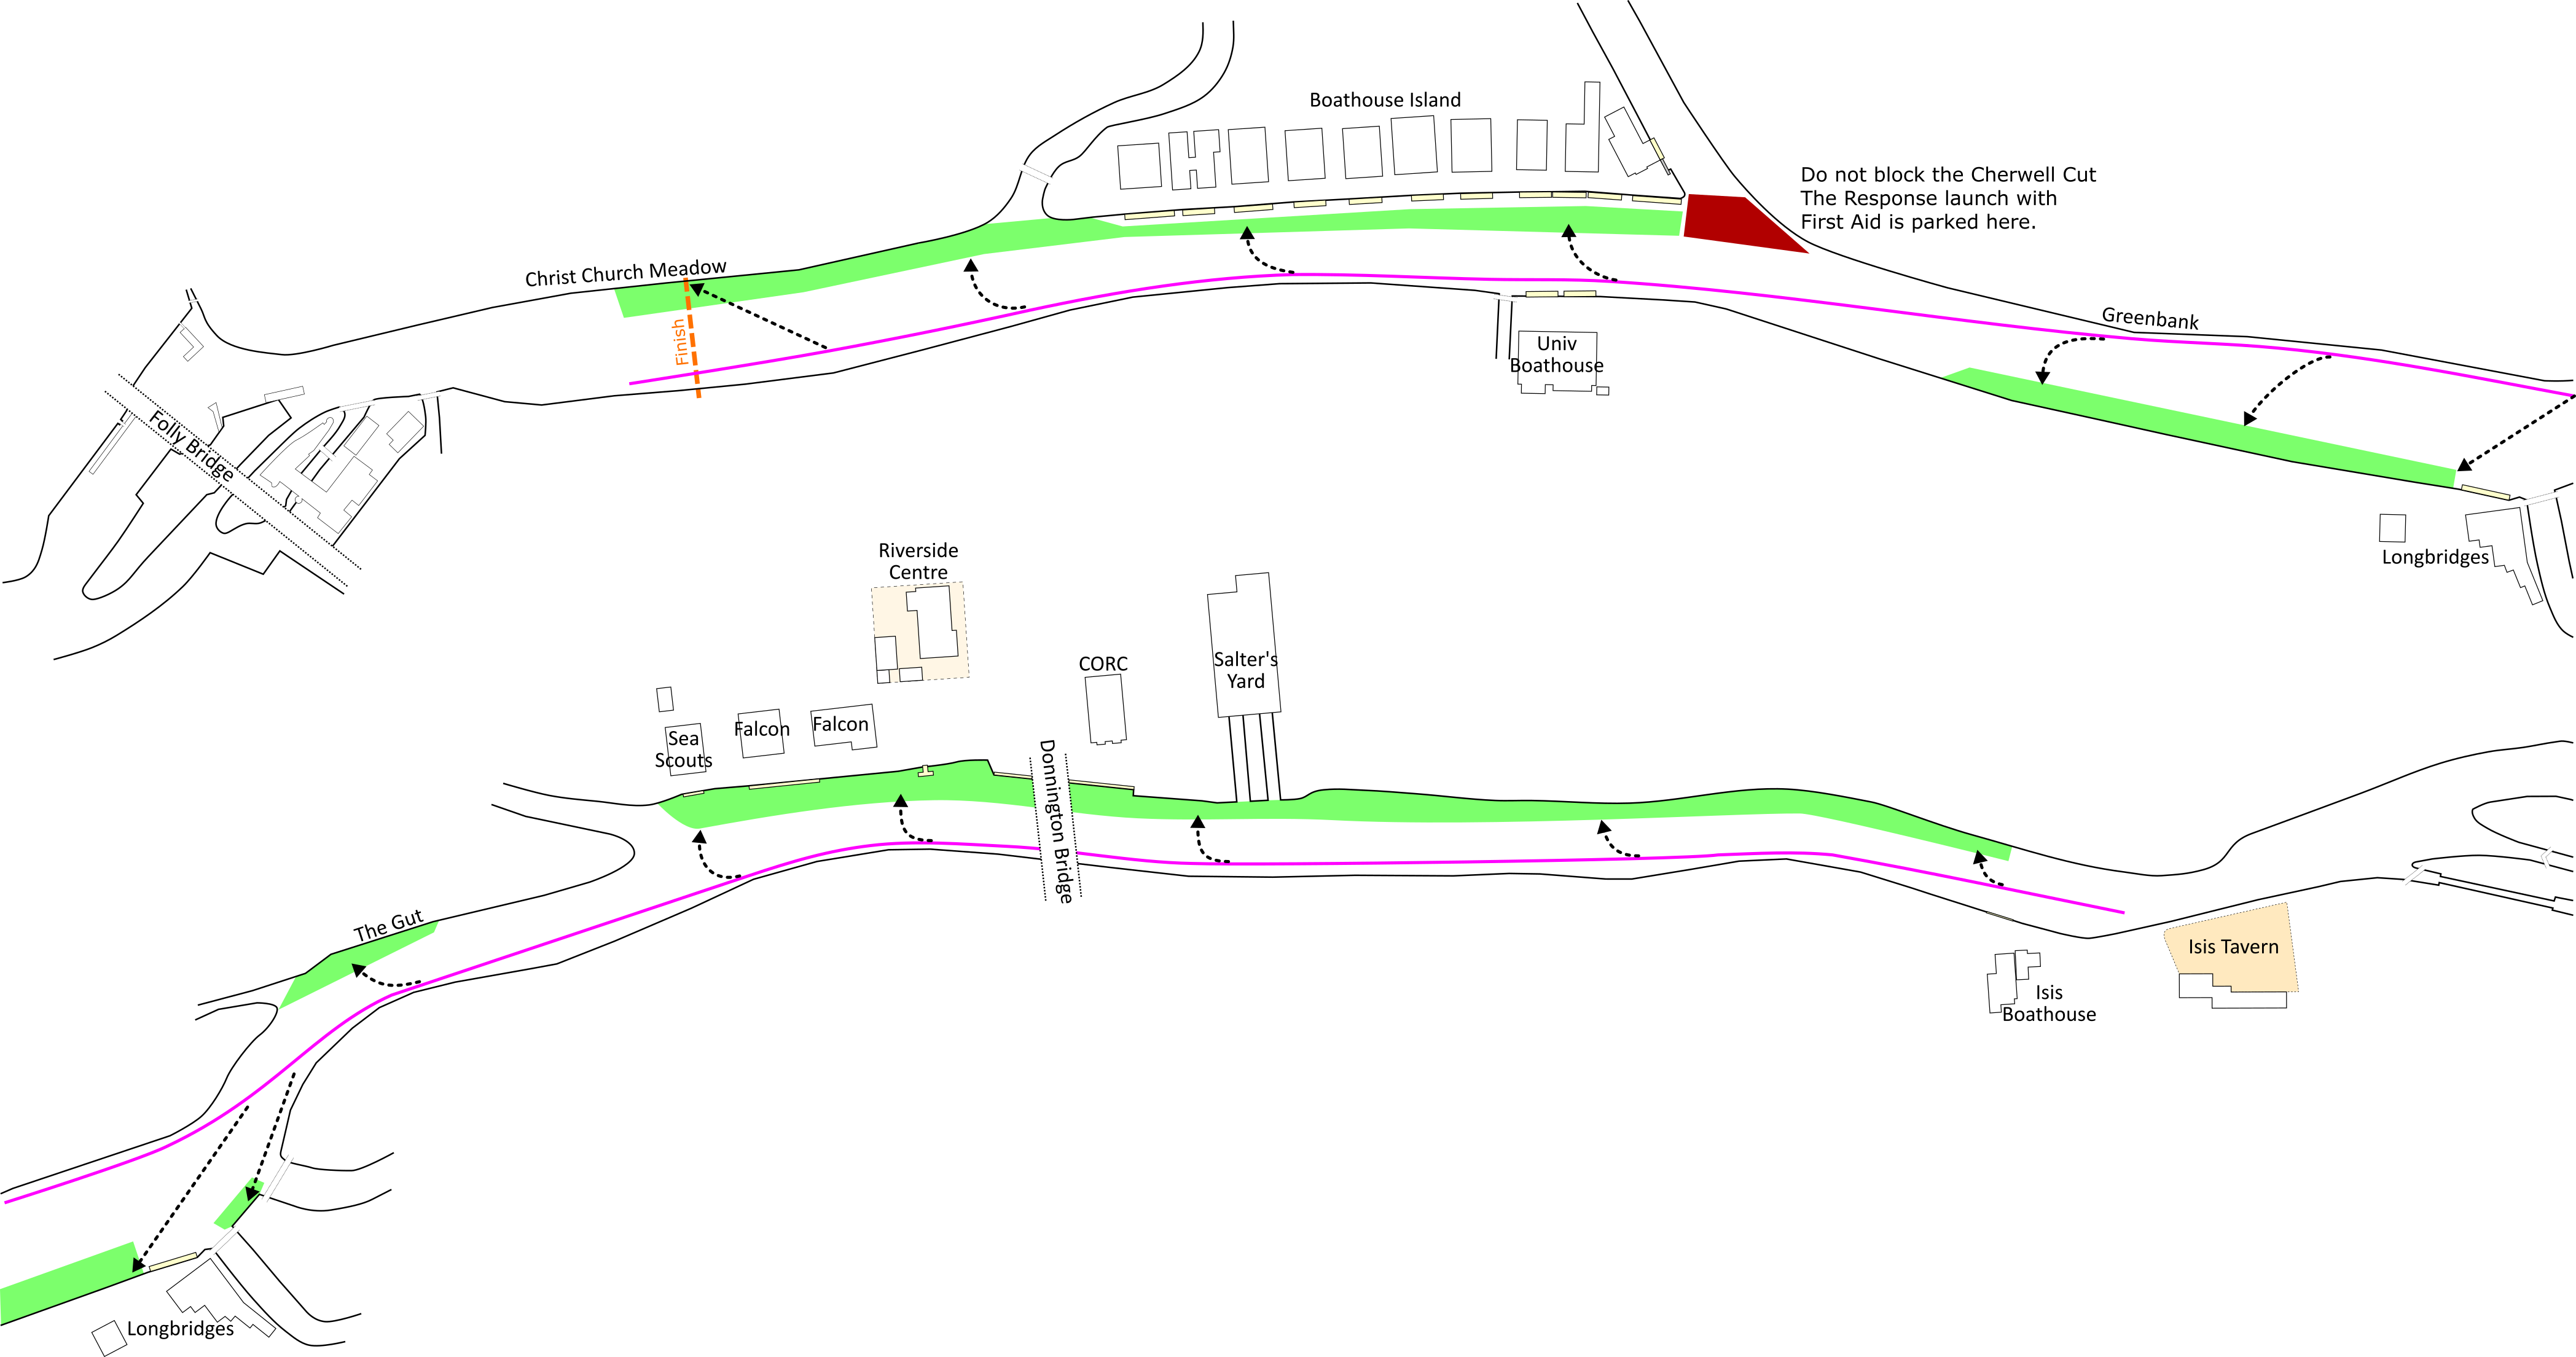 Boathouse Island
Do not block the Cherwell Cut
The Response launch with
First Aid is parked here.
Christ Church Meadow
Finish
Greenbank
Univ
Boathouse
Folly Bridge
Longbridges
Riverside
Centre
CORC
Salter's
Yard
Sea
Scouts
Falcon
Falcon
Donnington Bridge
The Gut
Isis Tavern
Isis
Boathouse
Longbridges